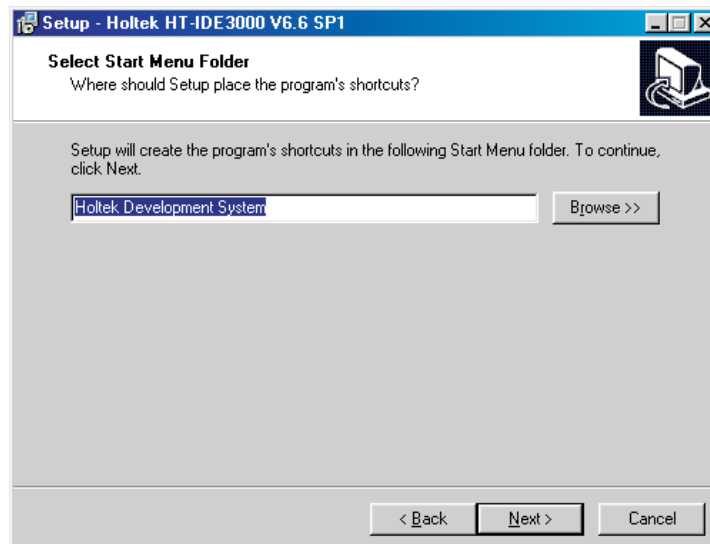 Setup - Holtek HT-IDE3000 V6.6 SP1
Select Start Menu Folder
Where should Setup place the program's shortcuts?
Setup will create the program's shortcuts in the following Start Menu folder. To continue,
click Next.
Holtek Development System
Browse >>
< Back
Next >
Cancel